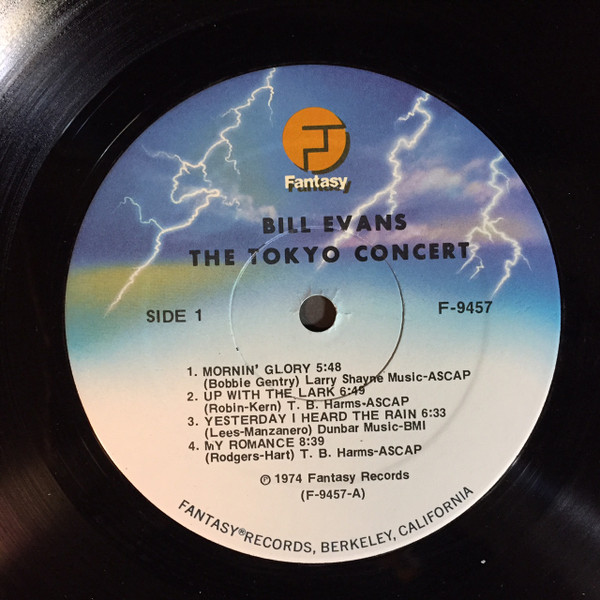 Fantasy
BILL EVANS
THE TOKYO CONCERT
SIDE 1
F-9457
1. MORNIN' GLORY 5:48
(Bobbie Gentry) Larry Shayne Music-ASCAP
2. UP WITH THE LARK 6:49
(Robin-Kern) T. B. Harms-ASCAP
3. YESTERDAY I HEARD THE RAIN 6:33
(Lees-Manzanero) Dunbar Music-BMI
4. MY ROMANCE 8:39
(Rodgers-Hart) T. B. Harms-ASCAP
℗ 1974 Fantasy Records
(F-9457-A)
FANTASY® RECORDS, BERKELEY, CALIFORNIA